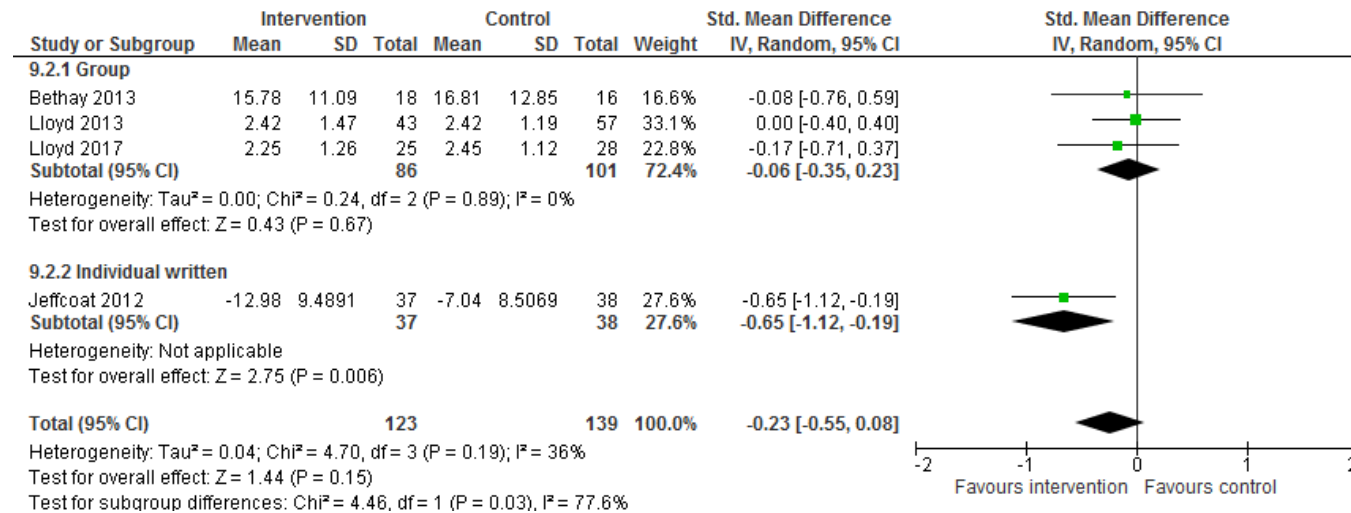 Intervention Control Std. Mean Difference Std. Mean Difference
Study or Subgroup Mean SD Total Mean SD Total Weight IV, Random, 95% CI IV, Random, 95% CI
9.2.1 Group
Bethay 2013 15.78 11.09 18 16.81 12.85 16 16.6% -0.08 [-0.76, 0.59]
Lloyd 2013 2.42 1.47 43 2.42 1.19 57 33.1% 0.00 [-0.40, 0.40]
Lloyd 2017 2.25 1.26 25 2.45 1.12 28 22.8% -0.17 [-0.71, 0.37]
Subtotal (95% CI) 86 101 72.4% -0.06 [-0.35, 0.23]
Heterogeneity: Tau² = 0.00; Chi² = 0.24, df = 2 (P = 0.89); I² = 0%
Test for overall effect: Z = 0.43 (P = 0.67)
9.2.2 Individual written
Jeffcoat 2012 -12.98 9.4891 37 -7.04 8.5069 38 27.6% -0.65 [-1.12, -0.19]
Subtotal (95% CI) 37 38 27.6% -0.65 [-1.12, -0.19]
Heterogeneity: Not applicable
Test for overall effect: Z = 2.75 (P = 0.006)
Total (95% CI) 123 139 100.0% -0.23 [-0.55, 0.08]
Heterogeneity: Tau² = 0.04; Chi² = 4.70, df = 3 (P = 0.19); I² = 36%
Test for overall effect: Z = 1.44 (P = 0.15)
Test for subgroup differences: Chi² = 4.46, df = 1 (P = 0.03), I² = 77.6%
-2 -1 0 1 2
Favours intervention Favours control